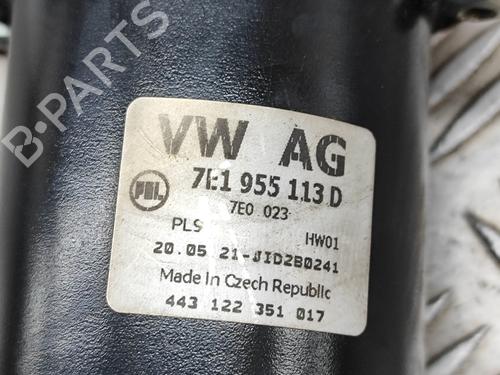 B-PARTS
VW AG
PAL
7E1 955 113 D
7E0 023
PLS HW01
20.05 21-JID2B0241
Made In Czech Republic
443 122 351 017